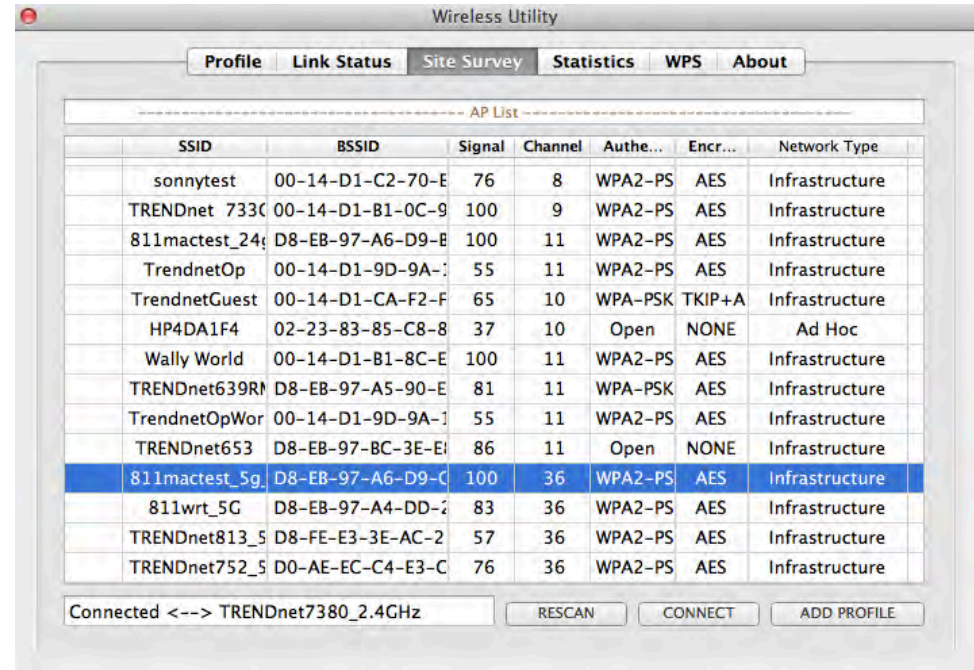 Wireless Utility
Profile Link Status Site Survey Statistics WPS About
AP List
SSID BSSID Signal Channel Authe... Encr... Network Type
sonnytest 00-14-D1-C2-70-E 76 8 WPA2-PS AES Infrastructure
TRENDnet 733 00-14-D1-B1-0C-9 100 9 WPA2-PS AES Infrastructure
811mactest_24 D8-EB-97-A6-D9-B 100 11 WPA2-PS AES Infrastructure
TrendnetOp 00-14-D1-9D-9A- 55 11 WPA2-PS AES Infrastructure
TrendnetGuest 00-14-D1-CA-F2-F 65 10 WPA-PSK TKIP+A Infrastructure
HP4DA1F4 02-23-83-85-C8-8 37 10 Open NONE Ad Hoc
Wally World 00-14-D1-B1-8C-E 100 11 WPA2-PS AES Infrastructure
TRENDnet639R D8-EB-97-A5-90-E 81 11 WPA-PSK AES Infrastructure
TrendnetOpWor 00-14-D1-9D-9A- 55 11 WPA2-PS AES Infrastructure
TRENDnet653 D8-EB-97-BC-3E-E 86 11 Open NONE Infrastructure
811mactest_5g D8-EB-97-A6-D9-C 100 36 WPA2-PS AES Infrastructure
811wrt_5G D8-EB-97-A4-DD-2 83 36 WPA2-PS AES Infrastructure
TRENDnet813_5 D8-FE-E3-3E-AC-2 57 36 WPA2-PS AES Infrastructure
TRENDnet752_5 D0-AE-EC-C4-E3-C 76 36 WPA2-PS AES Infrastructure
Connected <--> TRENDnet7380_2.4GHz RESCAN CONNECT ADD PROFILE